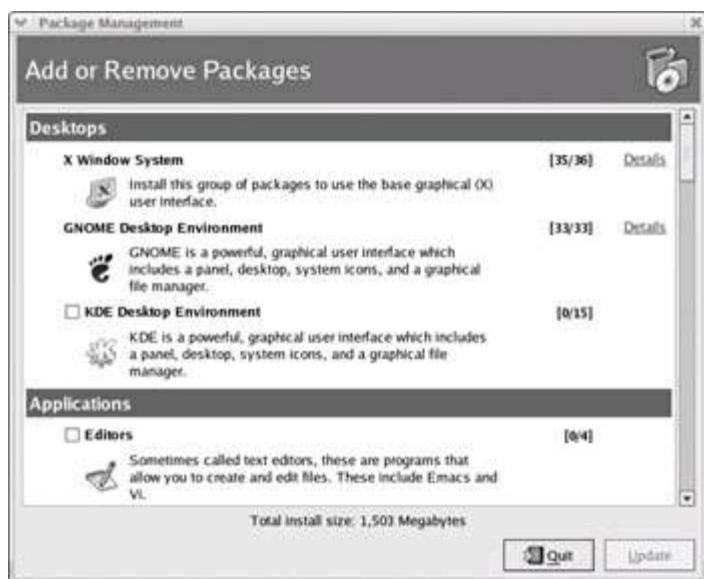 Package Management
Add or Remove Packages
Desktops
X Window System [35/36] Details
Install this group of packages to use the base graphical (X)
user interface.
GNOME Desktop Environment [33/33] Details
GNOME is a powerful, graphical user interface which
includes a panel, desktop, system icons, and a graphical
file manager.
KDE Desktop Environment [0/15]
KDE is a powerful, graphical user interface which includes
a panel, desktop, system icons, and a graphical file
manager.
Applications
Editors [0/4]
Sometimes called text editors, these are programs that
allow you to create and edit files. These include Emacs and
Vi.
Total install size: 1,503 Megabytes
Quit Update